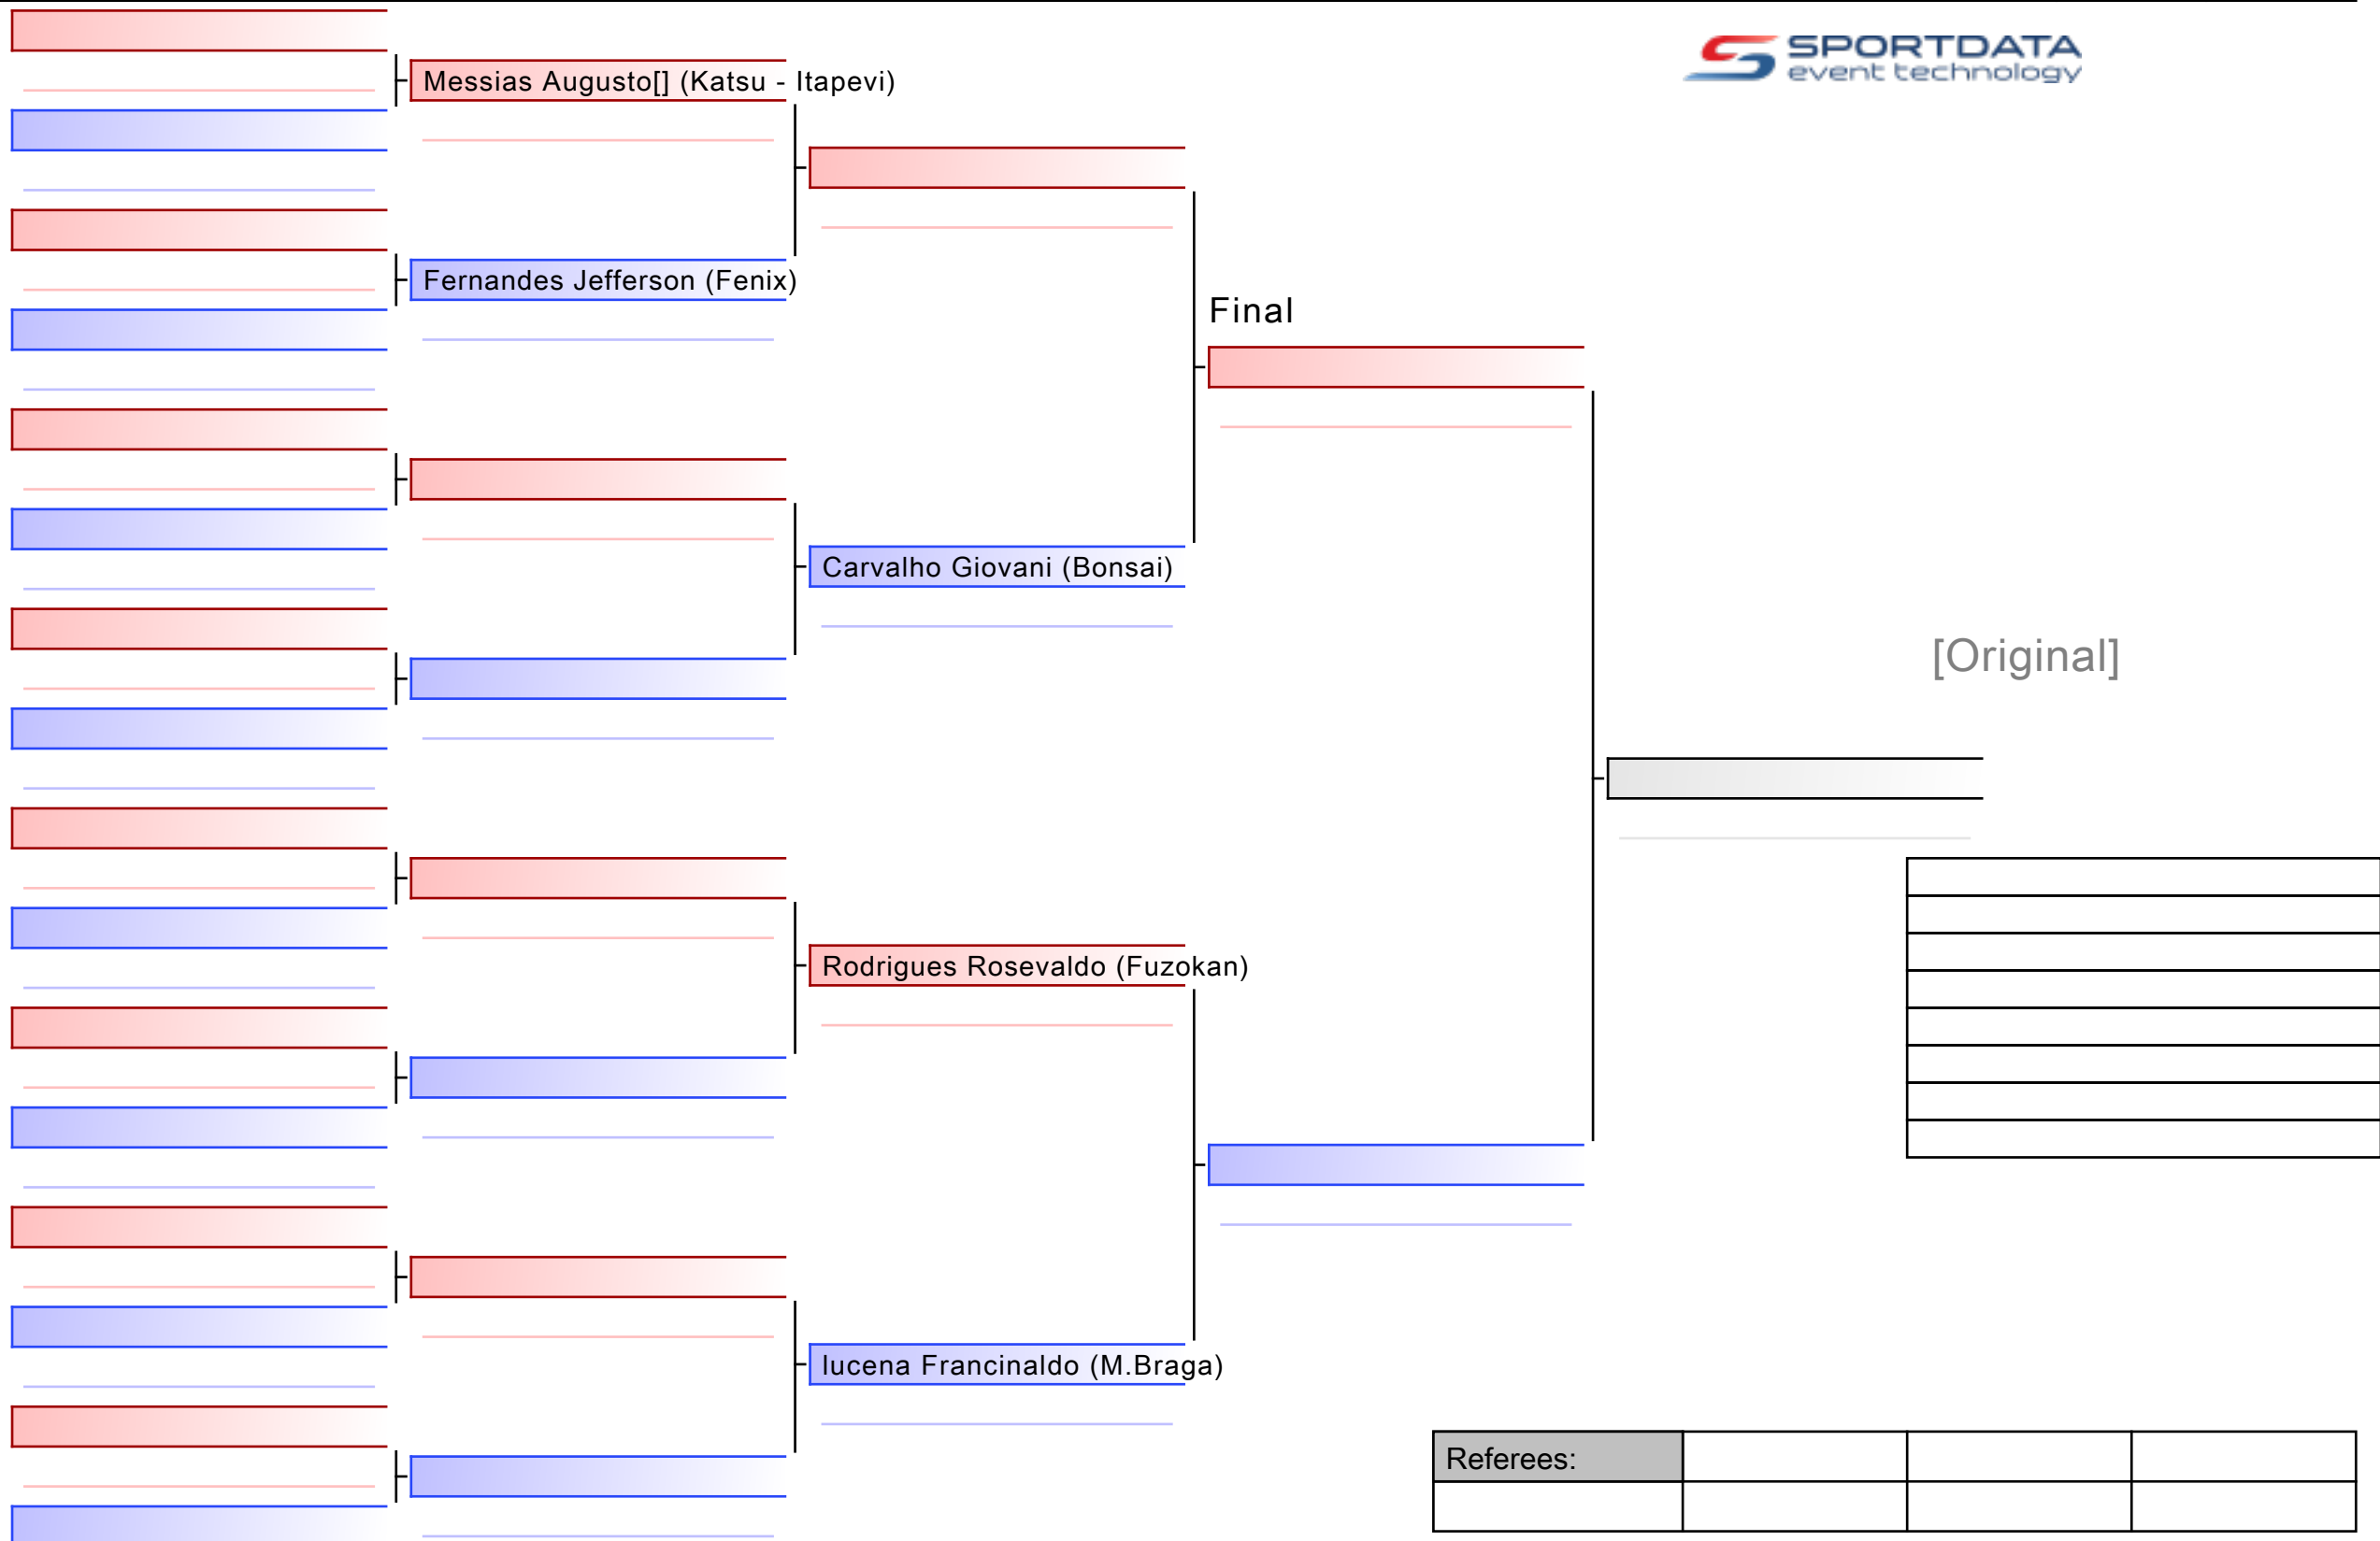 SPORTDATA
event technology
Messias Augusto[] (Katsu - Itapevi)
Fernandes Jefferson (Fenix)
Final
Carvalho Giovani (Bonsai)
[Original]
Rodrigues Rosevaldo (Fuzokan)
lucena Francinaldo (M.Braga)
Referees: